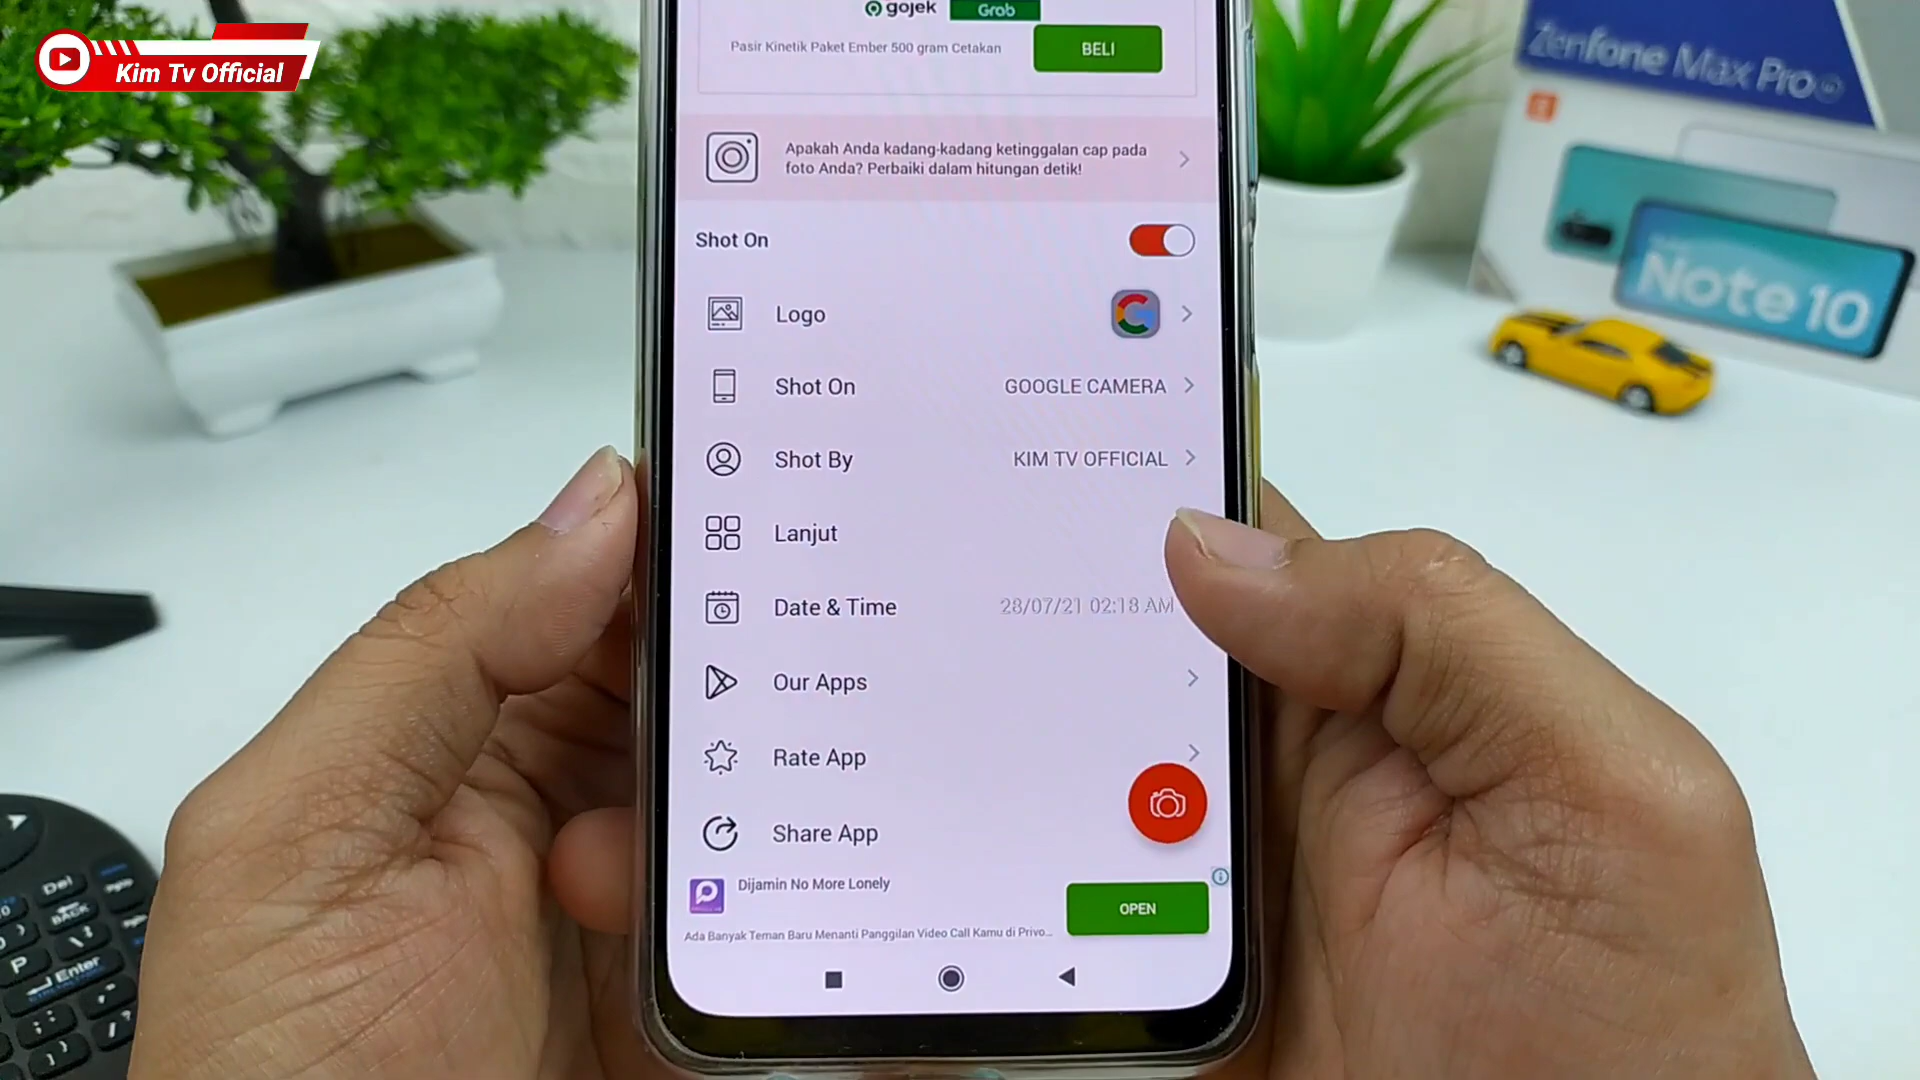 Kim Tv Official
gojek
Grab
Pasir Kinetik Paket Ember 500 gram Cetakan
BELI
Apakah Anda kadang-kadang ketinggalan cap pada
foto Anda? Perbaiki dalam hitungan detik!
Shot On
Logo
Shot On
GOOGLE CAMERA
Shot By
KIM TV OFFICIAL
Lanjut
Date & Time
28/07/21 02:18 AM
Our Apps
Rate App
Share App
Dijamin No More Lonely
Ada Banyak Teman Baru Menanti Panggilan Video Call Kamu di Privo...
OPEN
Zenfone Max Pro
Note 10
Del
BACK
P
Enter